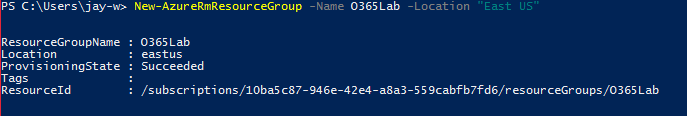 PS C:\Users\jay-w> New-AzureRmResourceGroup -Name O365Lab -Location "East US"
ResourceGroupName : O365Lab
Location          : eastus
ProvisioningState : Succeeded
Tags              :
ResourceId        : /subscriptions/10ba5c87-946e-42e4-a8a3-559cabfb7fd6/resourceGroups/O365Lab